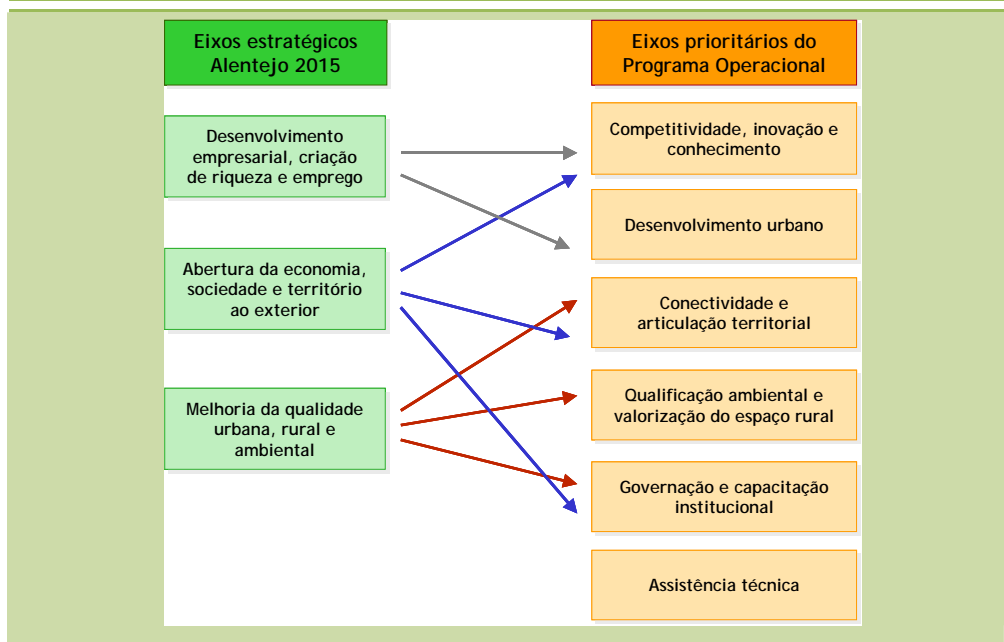 Eixos estratégicos
Alentejo 2015
Eixos prioritários do
Programa Operacional
Desenvolvimento
empresarial, criação
de riqueza e emprego
Abertura da economia,
sociedade e território
ao exterior
Melhoria da qualidade
urbana, rural e
ambiental
Competitividade, inovação e
conhecimento
Desenvolvimento urbano
Conectividade e
articulação territorial
Qualificação ambiental e
valorização do espaço rural
Governação e capacitação
institucional
Assistência técnica